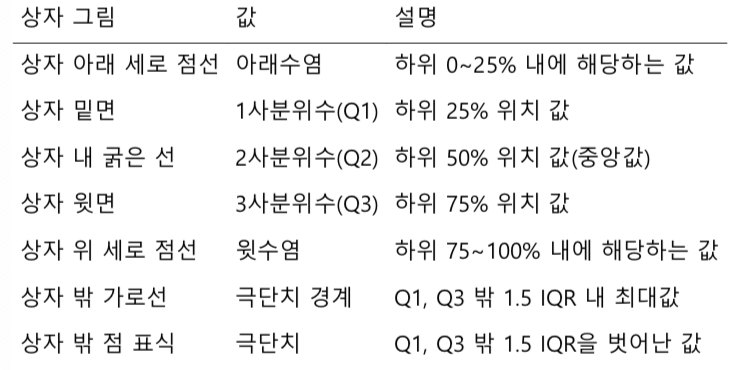 상자 그림 값 설명
상자 아래 세로 점선 아래수염 하위 0~25% 내에 해당하는 값
상자 밑면 1사분위수(Q1) 하위 25% 위치 값
상자 내 굵은 선 2사분위수(Q2) 하위 50% 위치 값(중앙값)
상자 윗면 3사분위수(Q3) 하위 75% 위치 값
상자 위 세로 점선 윗수염 하위 75~100% 내에 해당하는 값
상자 밖 가로선 극단치 경계 Q1, Q3 밖 1.5 IQR 내 최대값
상자 밖 점 표식 극단치 Q1, Q3 밖 1.5 IQR을 벗어난 값